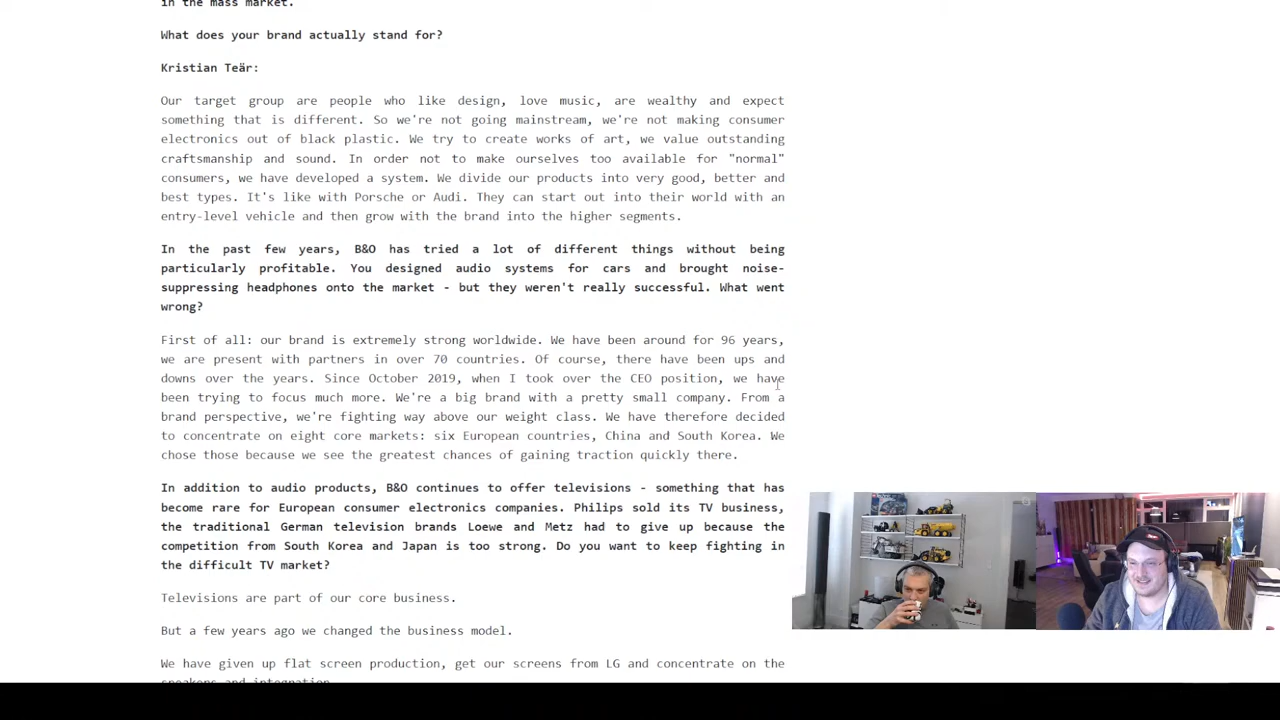 in the mass market.
What does your brand actually stand for?
Kristian Teär:
Our target group are people who like design, love music, are wealthy and expect
something that is different. So we're not going mainstream, we're not making consumer
electronics out of black plastic. We try to create works of art, we value outstanding
craftsmanship and sound. In order not to make ourselves too available for "normal"
consumers, we have developed a system. We divide our products into very good, better and
best types. It's like with Porsche or Audi. They can start out into their world with an
entry-level vehicle and then grow with the brand into the higher segments.
In the past few years, B&O has tried a lot of different things without being
particularly profitable. You designed audio systems for cars and brought noise-
suppressing headphones onto the market - but they weren't really successful. What went
wrong?
First of all: our brand is extremely strong worldwide. We have been around for 96 years,
we are present with partners in over 70 countries. Of course, there have been ups and
downs over the years. Since October 2019, when I took over the CEO position, we have
been trying to focus much more. We're a big brand with a pretty small company. From a
brand perspective, we're fighting way above our weight class. We have therefore decided
to concentrate on eight core markets: six European countries, China and South Korea. We
chose those because we see the greatest chances of gaining traction quickly there.
In addition to audio products, B&O continues to offer televisions - something that has
become rare for European consumer electronics companies. Philips sold its TV business,
the traditional German television brands Loewe and Metz had to give up because the
competition from South Korea and Japan is too strong. Do you want to keep fighting in
the difficult TV market?
Televisions are part of our core business.
But a few years ago we changed the business model.
We have given up flat screen production, get our screens from LG and concentrate on the
speakers and integration.